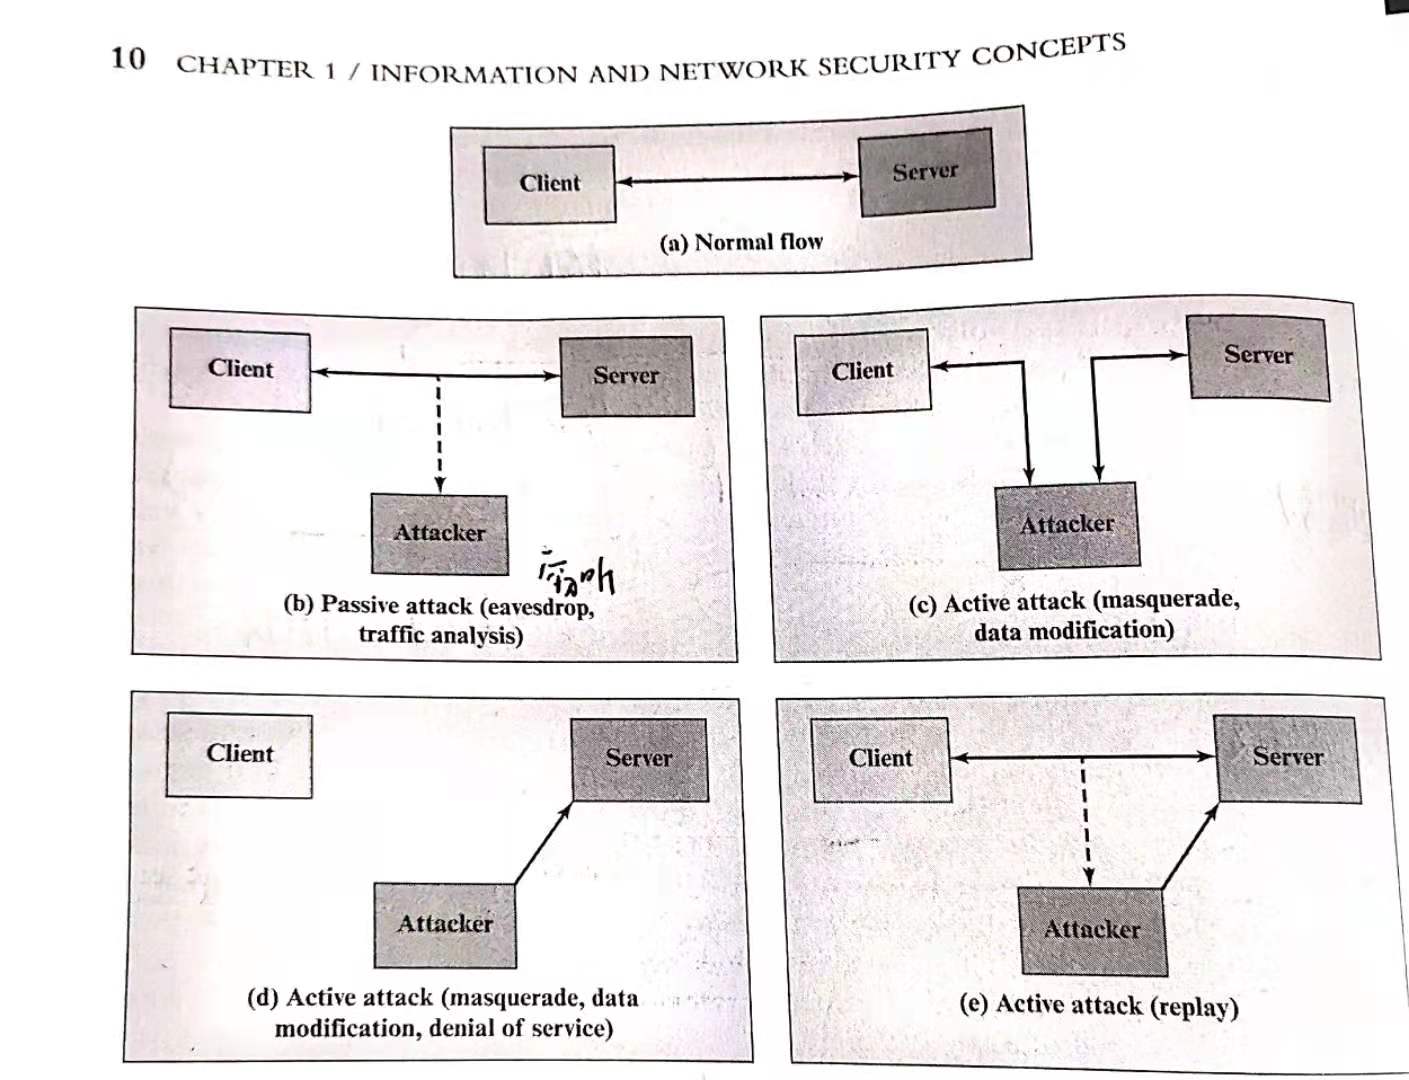 10 CHAPTER 1 / INFORMATION AND NETWORK SECURITY CONCEPTS
Client
Server
(a) Normal flow
Client
Server
Attacker
(b) Passive attack (eavesdrop,
traffic analysis)
Client
Server
Attacker
(c) Active attack (masquerade,
data modification)
Client
Server
Attacker
(d) Active attack (masquerade, data
modification, denial of service)
Client
Server
Attacker
(e) Active attack (replay)